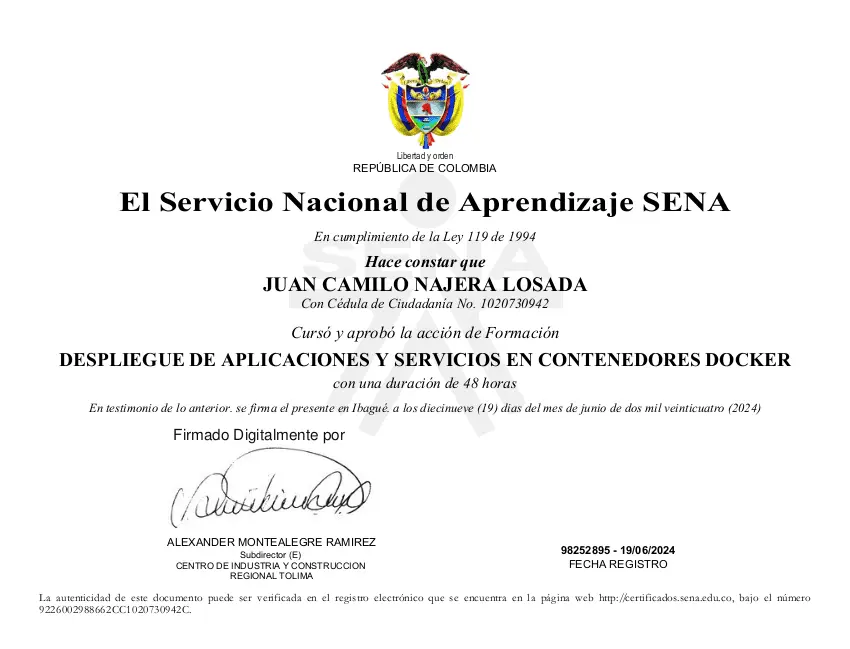 Libertad y orden
REPÚBLICA DE COLOMBIA
El Servicio Nacional de Aprendizaje SENA
En cumplimiento de la Ley 119 de 1994
SENA
Hace constar que
JUAN CAMILO NAJERA LOSADA
Con Cédula de Ciudadanía No. 1020730942
Cursó y aprobó la acción de Formación
DESPLIEGUE DE APLICACIONES Y SERVICIOS EN CONTENEDORES DOCKER
con una duración de 48 horas
En testimonio de lo anterior. se firma el presente en Ibagué. a los diecinueve (19) dias del mes de junio de dos mil veinticuatro (2024)
Firmado Digitalmente por
ALEXANDER MONTEALEGRE RAMIREZ
Subdirector (E)
CENTRO DE INDUSTRIA Y CONSTRUCCION
REGIONAL TOLIMA
98252895 - 19/06/2024
FECHA REGISTRO
La autenticidad de este documento puede ser verificada en el registro electrónico que se encuentra en la página web http://certificados.sena.edu.co, bajo el número
9226002988662CC1020730942C.